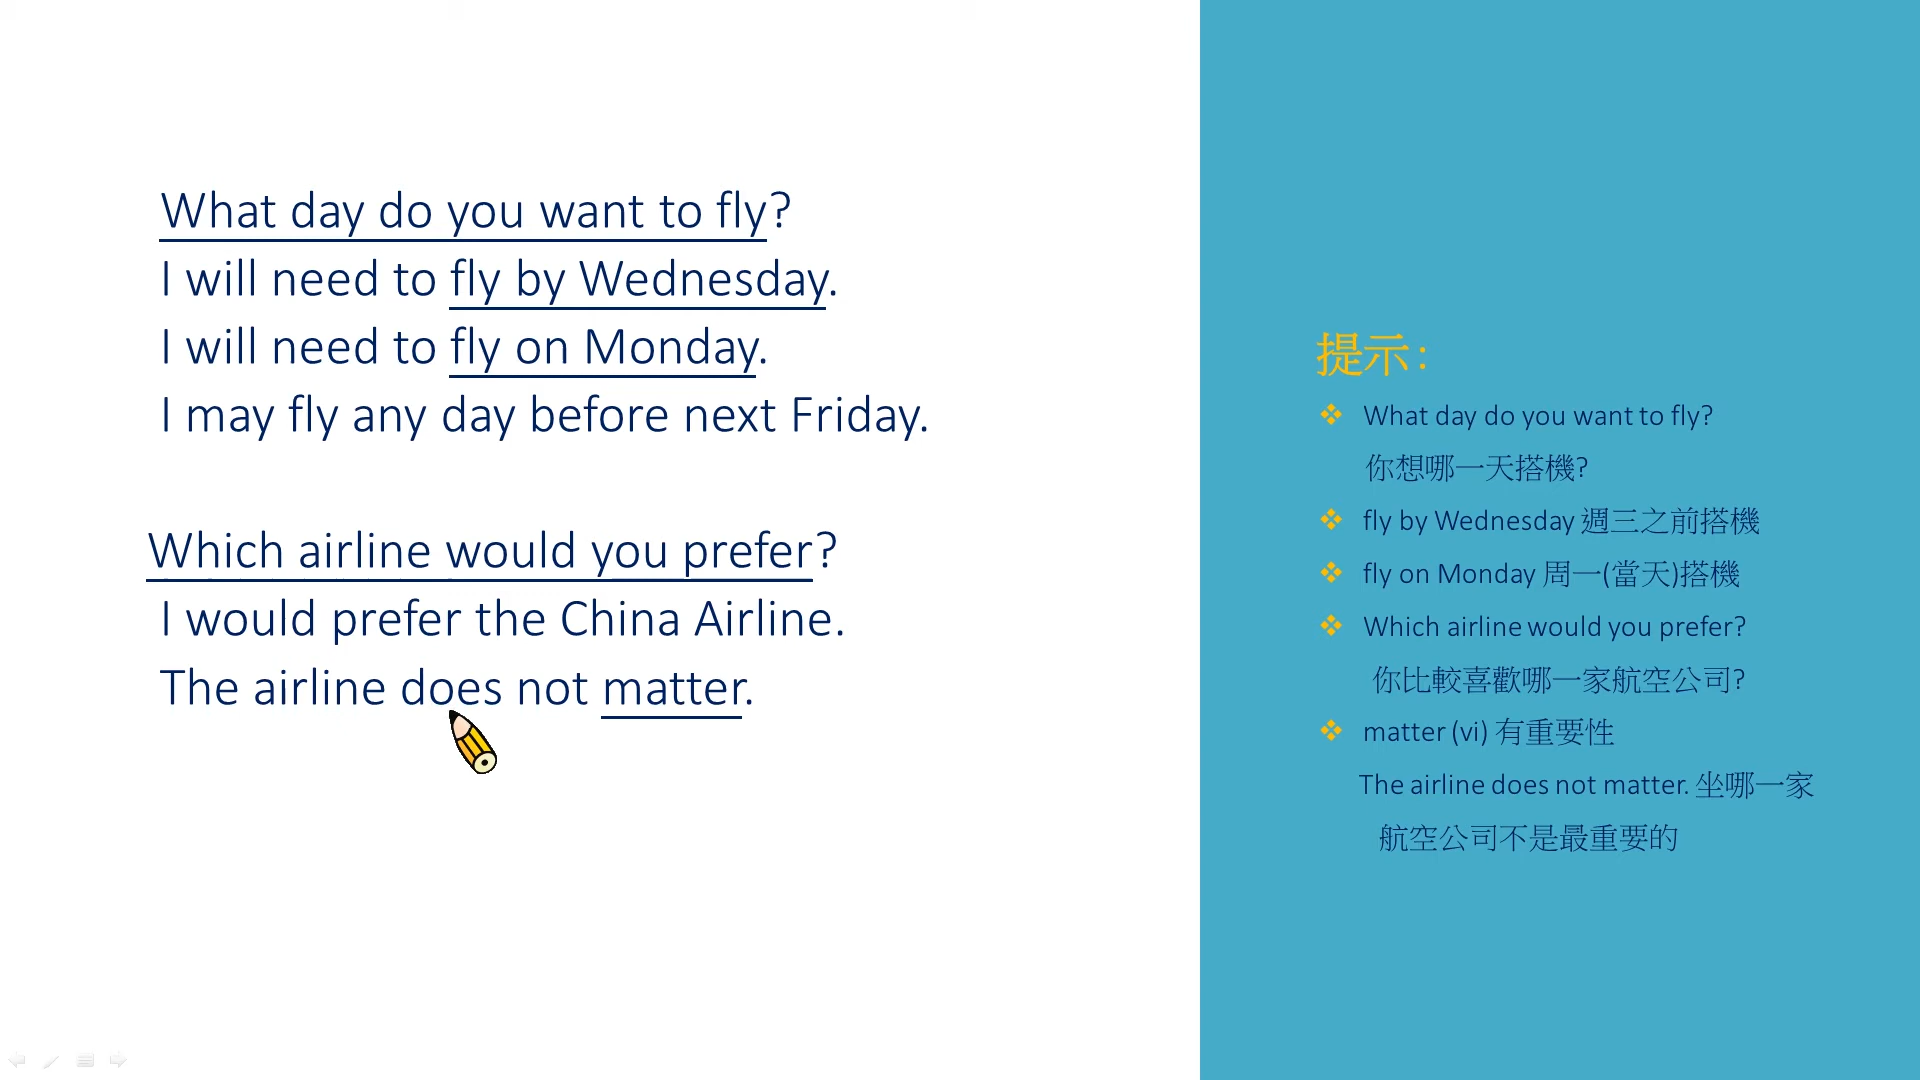 What day do you want to fly?
I will need to fly by Wednesday.
I will need to fly on Monday.
I may fly any day before next Friday.
Which airline would you prefer?
I would prefer the China Airline.
The airline does not matter.
提示:
What day do you want to fly?
你想哪一天搭機?
fly by Wednesday 週三之前搭機
fly on Monday 周一(當天)搭機
Which airline would you prefer?
你比較喜歡哪一家航空公司?
matter (vi) 有重要性
The airline does not matter. 坐哪一家
航空公司不是最重要的